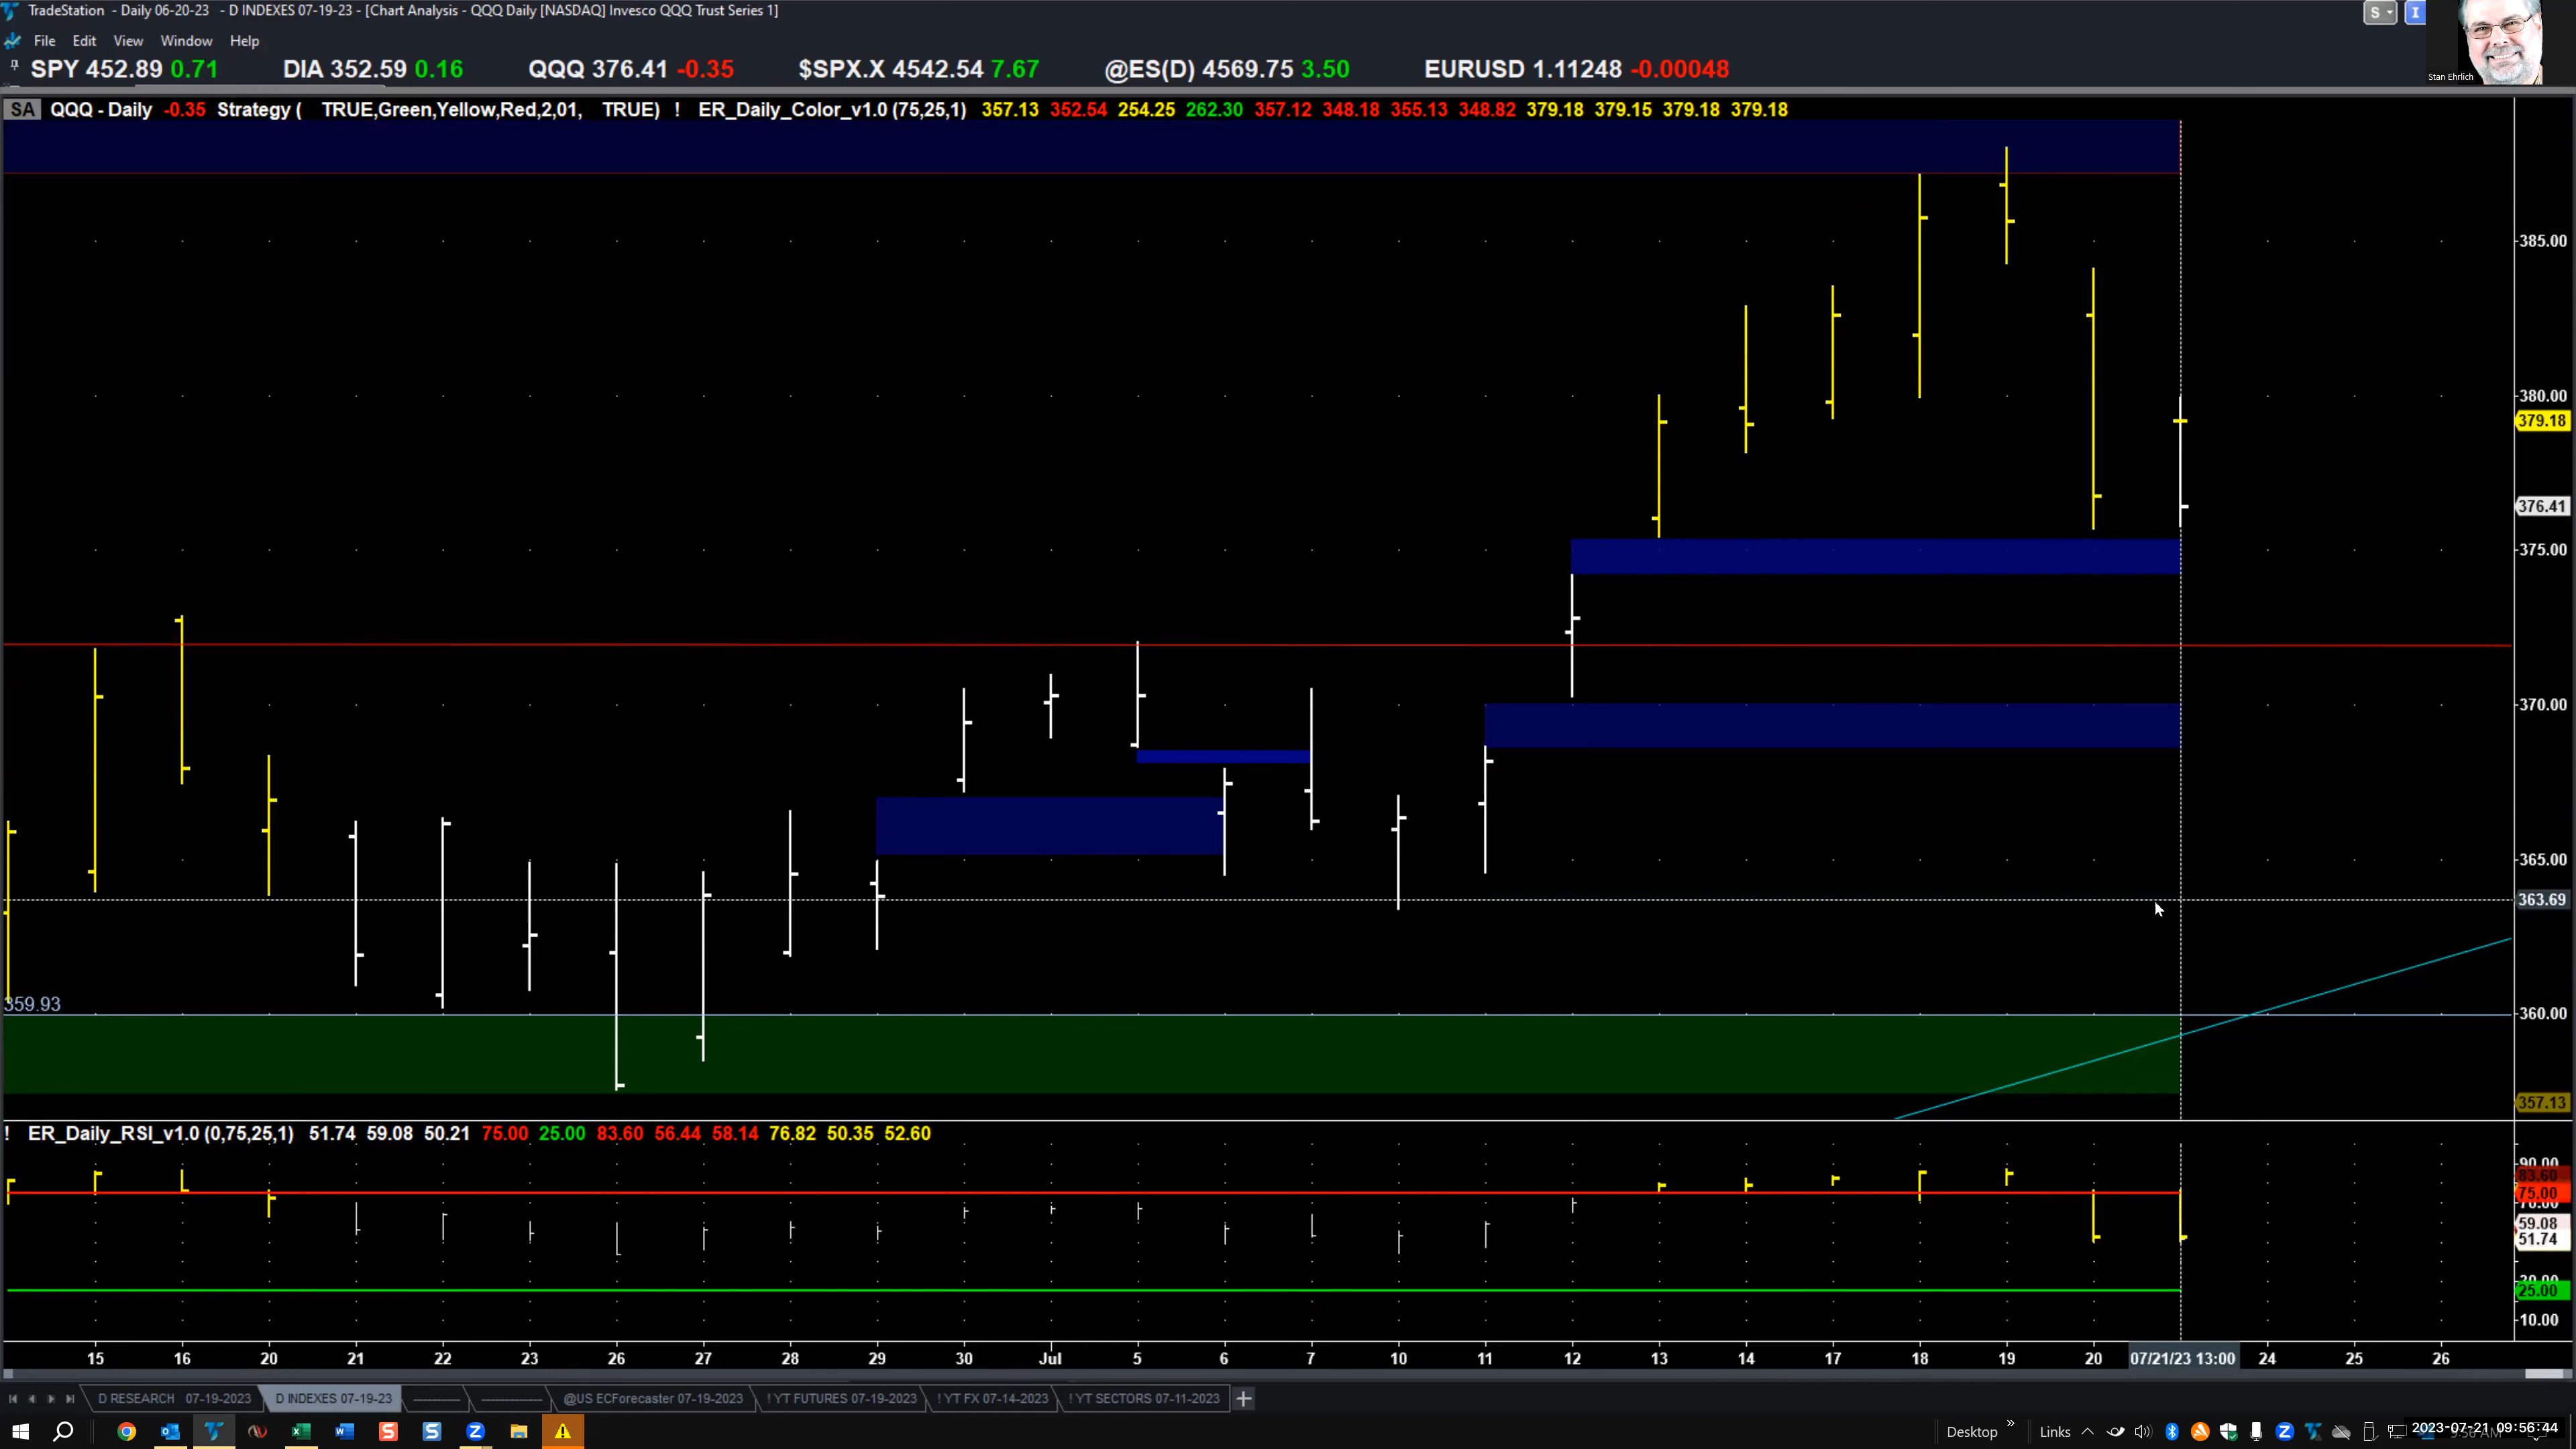 TradeStation - Daily 06-20-23 - D INDEXES 07-19-23 - [Chart Analysis - QQQ Daily [NASDAQ] Invesco QQQ Trust Series 1]
S I
File Edit View Window Help
SPY 452.89 0.71 DIA 352.59 0.16 QQQ 376.41 -0.35 $SPX.X 4542.54 7.67 @ES(D) 4569.75 3.50 EURUSD 1.11248 -0.00048
Stan Ehrlich
SA QQQ - Daily -0.35 Strategy ( TRUE,Green,Yellow,Red,2,01, TRUE) ! ER_Daily_Color_v1.0 (75,25,1) 357.13 352.54 254.25 262.30 357.12 348.18 355.13 348.82 379.18 379.15 379.18 379.18
385.00
380.00
379.18
376.41
375.00
370.00
365.00
363.69
359.93
360.00
357.13
! ER_Daily_RSI_v1.0 (0,75,25,1) 51.74 59.08 50.21 75.00 25.00 83.60 56.44 58.14 76.82 50.35 52.60
90.00
83.60
75.00
59.08
51.74
25.00
10.00
15 16 20 21 22 23 26 27 28 29 30 Jul 5 6 7 10 11 12 13 14 17 18 19 20 07/21/23 13:00 24 25 26
D RESEARCH 07-19-2023 D INDEXES 07-19-23 @US ECForecaster 07-19-2023 ! YT FUTURES 07-19-2023 ! YT FX 07-14-2023 ! YT SECTORS 07-11-2023
Desktop Links 2023-07-21, 09:56:44